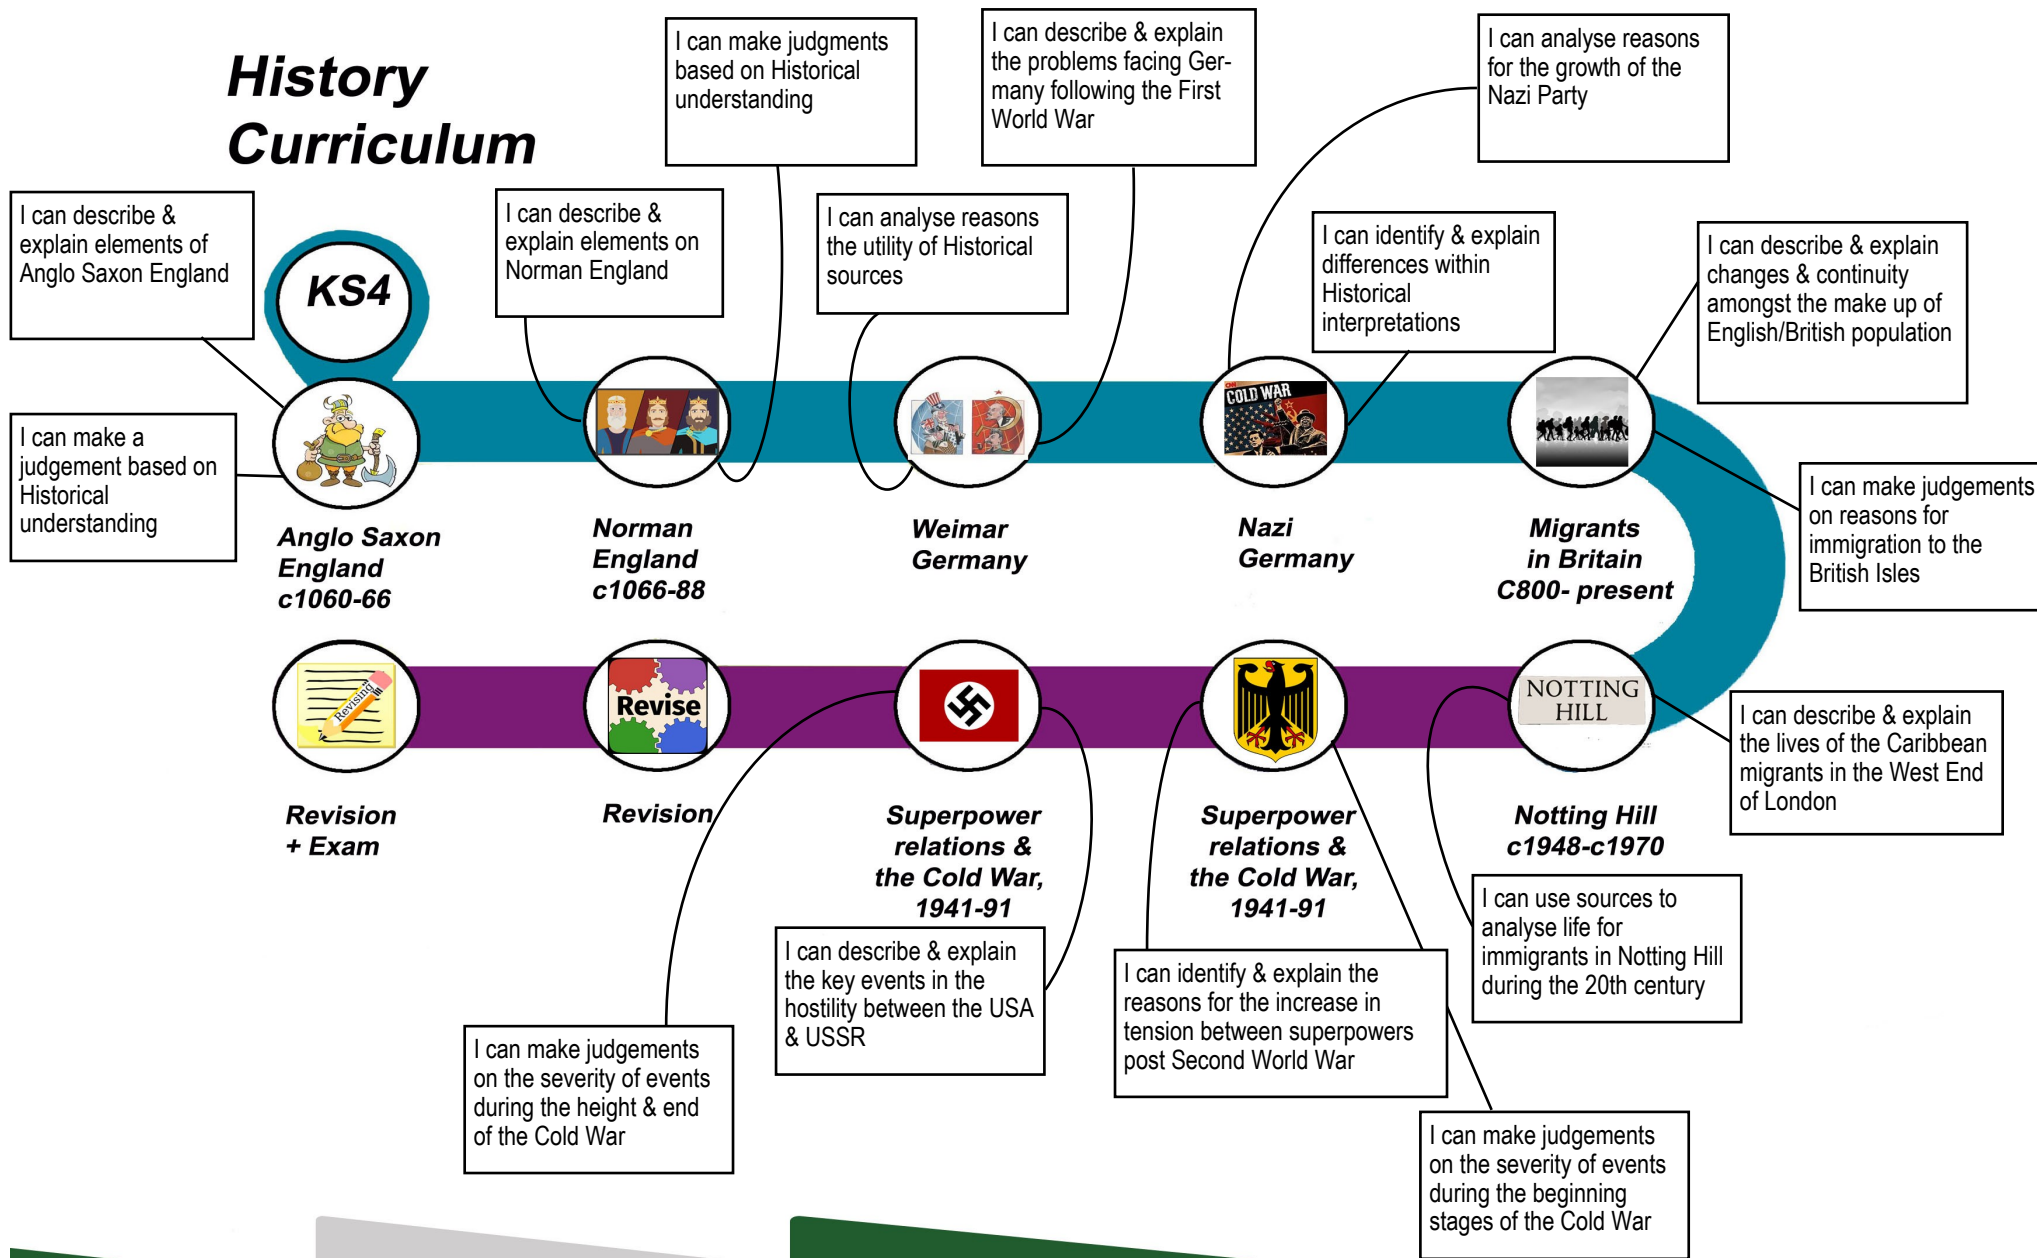 History
Curriculum
I can make judgments
based on Historical
understanding
I can describe & explain
the problems facing Ger-
many following the First
World War
I can analyse reasons
for the growth of the
Nazi Party
I can describe &
explain elements of
Anglo Saxon England
KS4
I can describe &
explain elements on
Norman England
I can analyse reasons
the utility of Historical
sources
I can identify & explain
differences within
Historical
interpretations
I can describe & explain
changes & continuity
amongst the make up of
English/British population
I can make a
judgement based on
Historical
understanding
COLD WAR
I can make judgements
on reasons for
immigration to the
British Isles
Anglo Saxon
England
c1060-66
Norman
England
c1066-88
Weimar
Germany
Nazi
Germany
Migrants
in Britain
C800- present
Revising
Revise
NOTTING
HILL
I can describe & explain
the lives of the Caribbean
migrants in the West End
of London
Revision
+ Exam
Revision
Superpower
relations &
the Cold War,
1941-91
Superpower
relations &
the Cold War,
1941-91
Notting Hill
c1948-c1970
I can use sources to
analyse life for
immigrants in Notting Hill
during the 20th century
I can describe & explain
the key events in the
hostility between the USA
& USSR
I can identify & explain the
reasons for the increase in
tension between superpowers
post Second World War
I can make judgements
on the severity of events
during the height & end
of the Cold War
I can make judgements
on the severity of events
during the beginning
stages of the Cold War